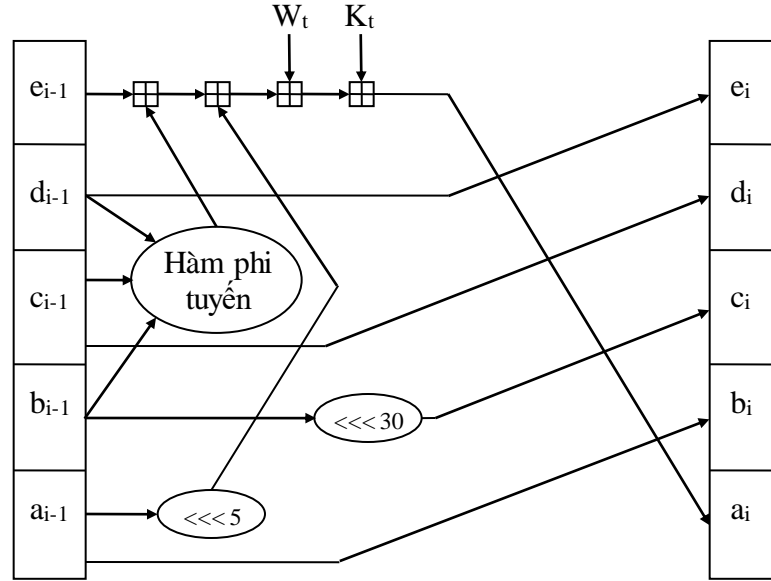 Wt Kt
ei-1
ei
di-1
di
Hàm phi
tuyến
ci-1
ci
bi-1
<<< 30
bi
ai-1
<<< 5
ai